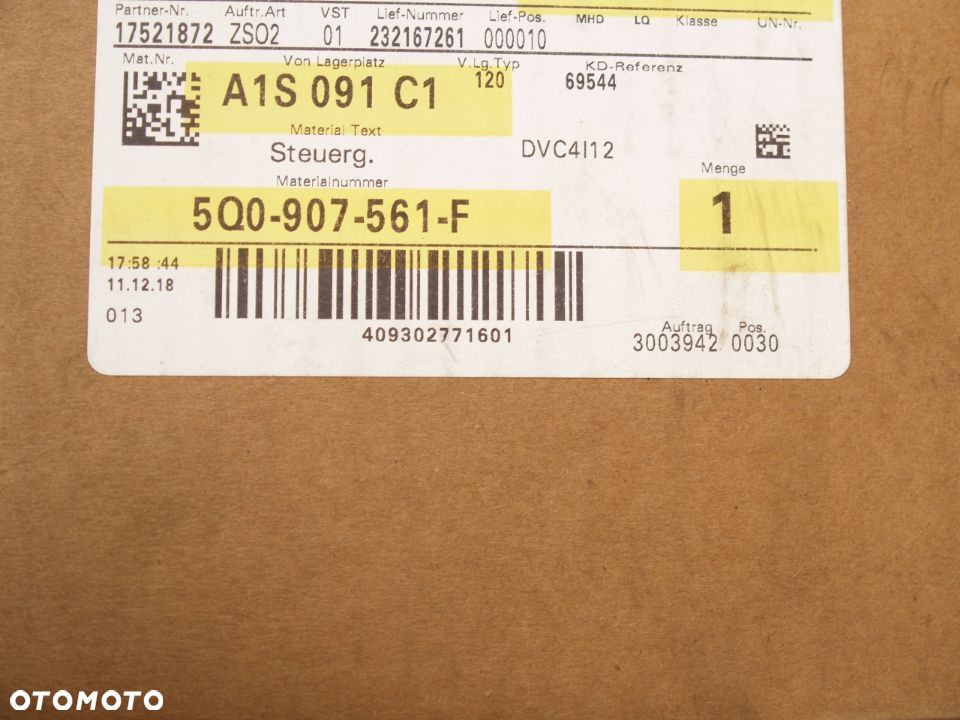 Partner-Nr. Auftr.Art VST Lief-Nummer Lief-Pos. MHD LQ Klasse UN-Nr.
17521872 ZSO2 01 232167261 000010
Mat.Nr. Von Lagerplatz V.Lg.Typ KD-Referenz
A1S 091 C1 120 69544
Material Text
Steuerg. DVC4I12
Materialnummer Menge
5Q0-907-561-F 1
17:58 :44
11.12.18
013
409302771601
Auftrag Pos.
3003942 0030
OTOMOTO